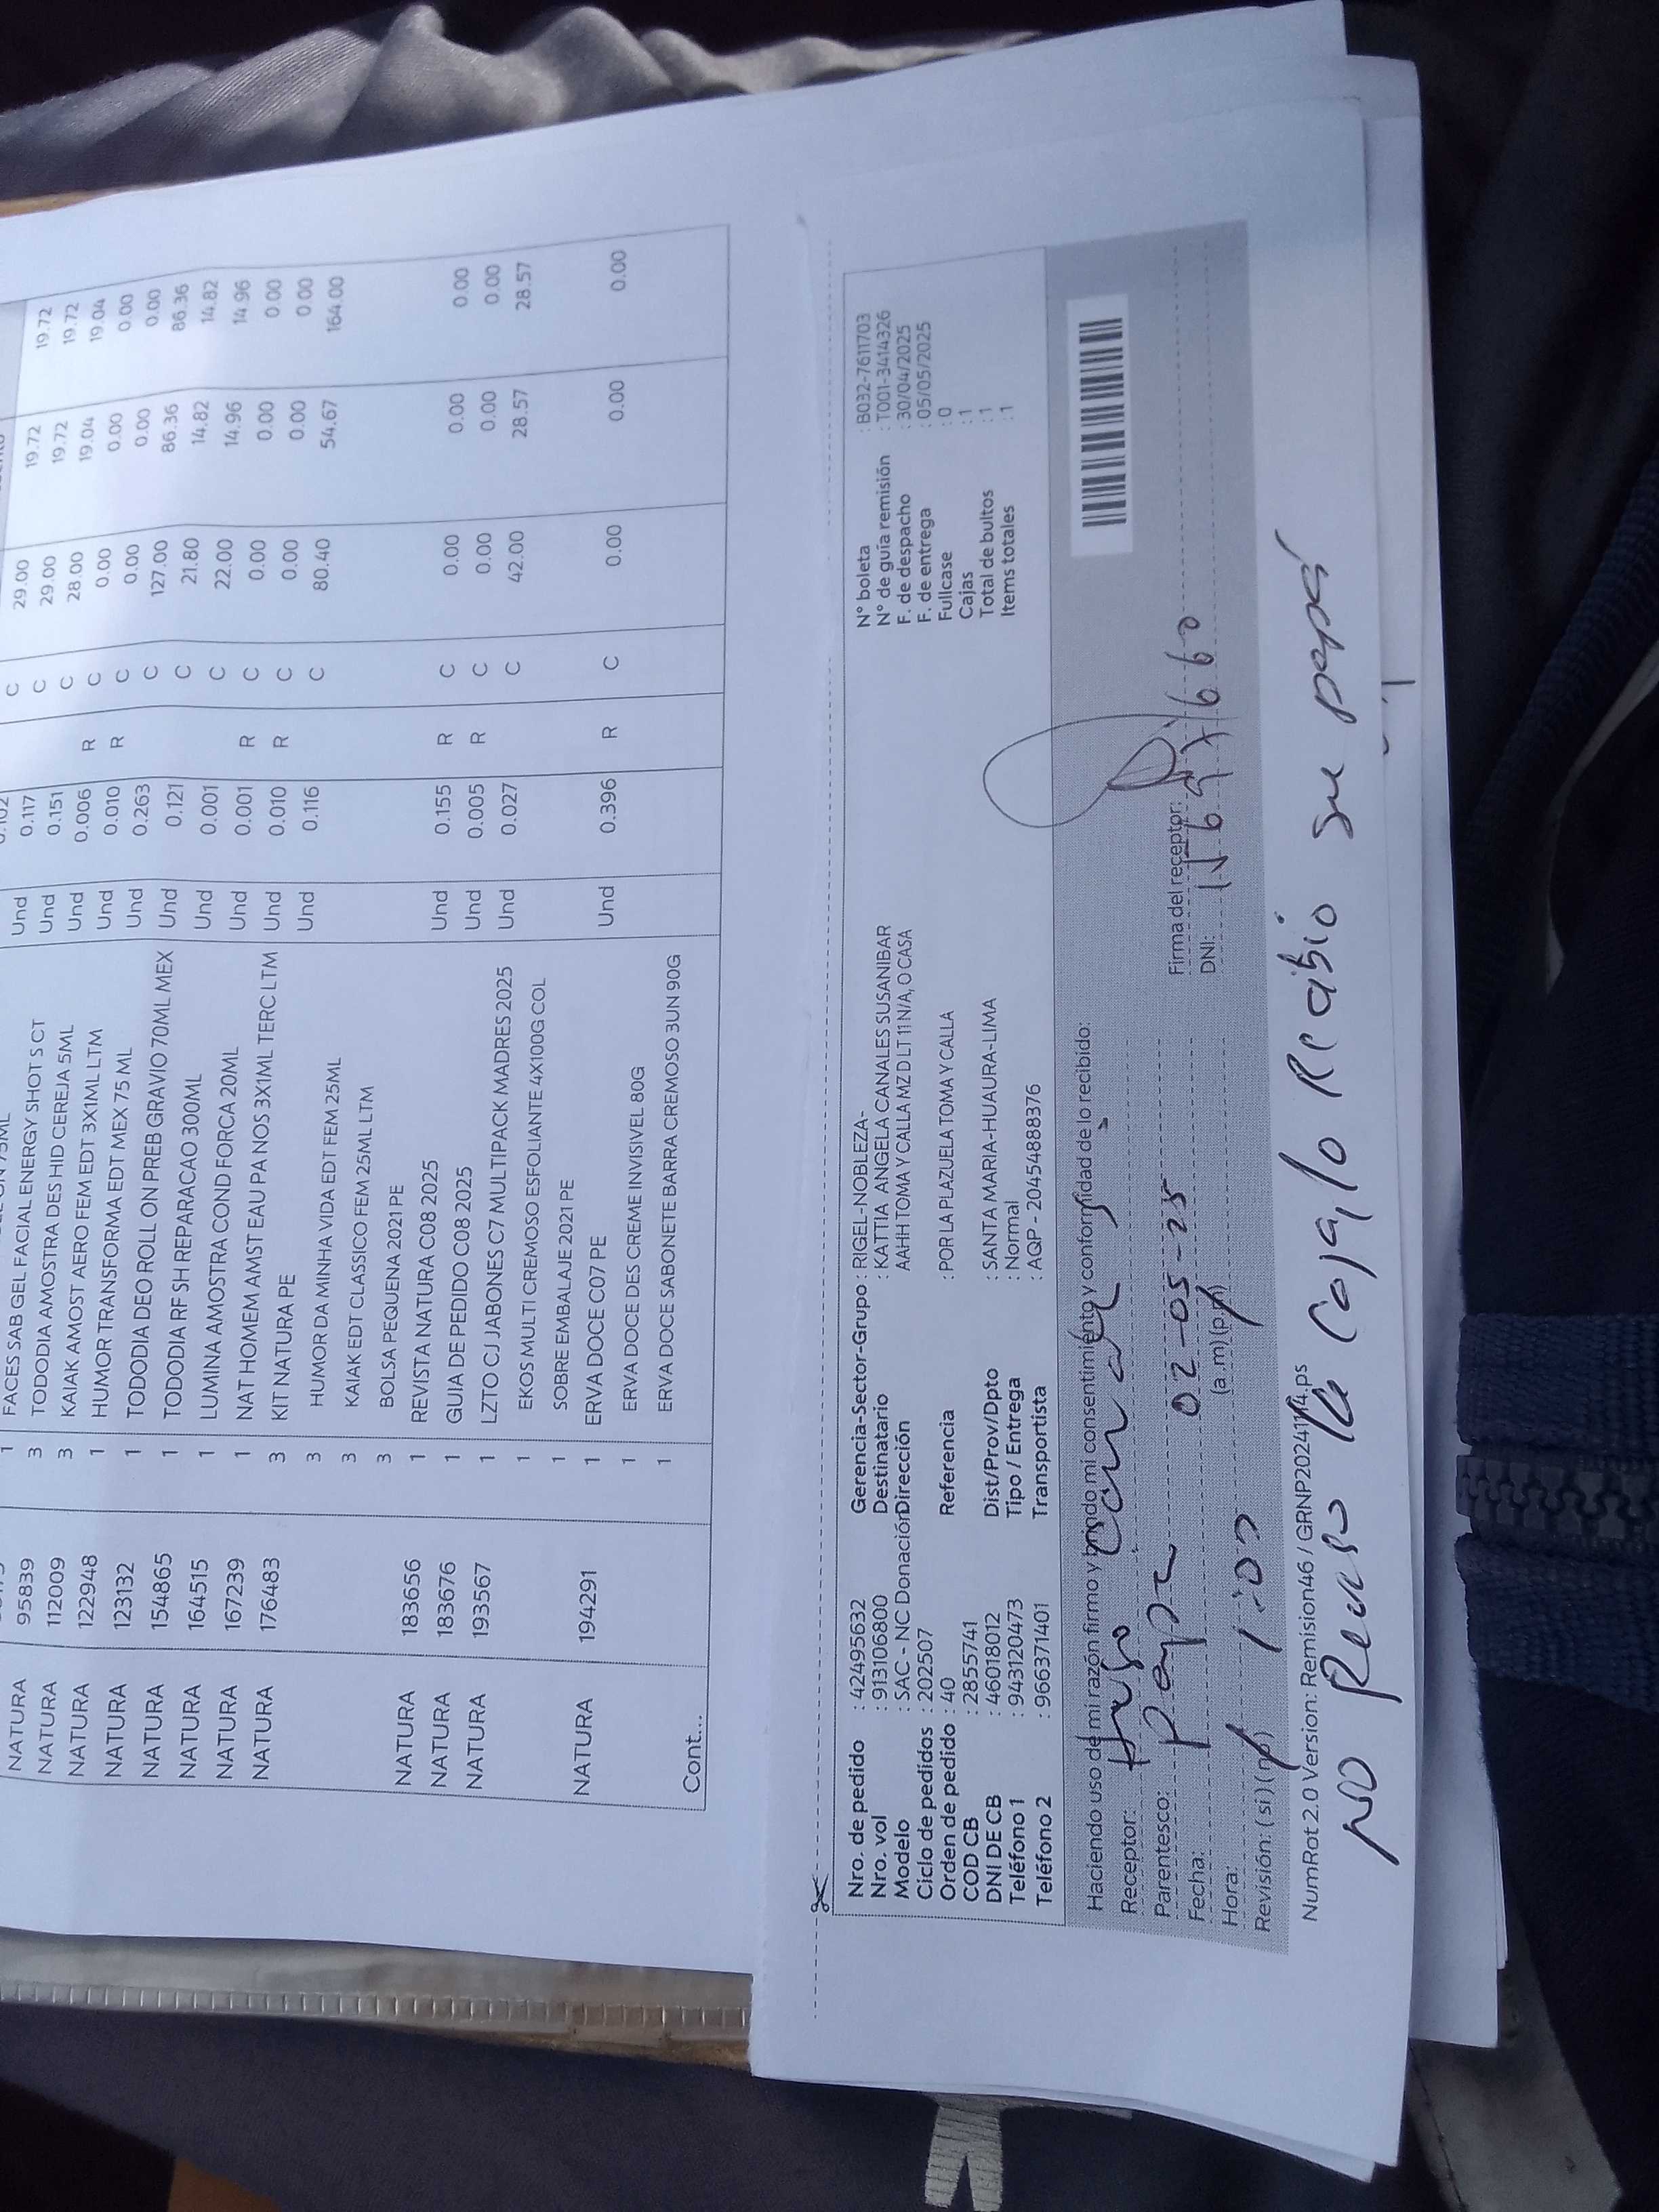 1 FACES SAB GEL FACIAL ENERGY SHOT S CT
NATURA 95839 3 TODODIA AMOSTRA DES HID CEREJA 5ML Und 0.117 C 29.00 19.72 19.72
NATURA 112009 3 KAIAK AMOST AERO FEM EDT 3X1ML LTM Und 0.151 C 29.00 19.72 19.72
NATURA 122948 1 HUMOR TRANSFORMA EDT MEX 75 ML Und 0.006 R C 28.00 19.04 19.04
NATURA 123132 1 TODODIA DEO ROLL ON PREB GRAVIO 70ML MEX Und 0.010 R C 0.00 0.00 0.00
NATURA 154865 1 TODODIA RF SH REPARACAO 300ML Und 0.263 C 0.00 0.00 0.00
NATURA 164515 1 LUMINA AMOSTRA COND FORCA 20ML Und 0.121 C 127.00 86.36 86.36
NATURA 167239 1 NAT HOMEM AMST EAU PA NOS 3X1ML TERC LTM Und 0.001 C 21.80 14.82 14.82
NATURA 176483 3 KIT NATURA PE Und 0.001 R C 22.00 14.96 14.96
3 HUMOR DA MINHA VIDA EDT FEM 25ML Und 0.010 R C 0.00 0.00 0.00
3 KAIAK EDT CLASSICO FEM 25ML LTM Und 0.116 C 0.00 0.00 0.00
3 BOLSA PEQUENA 2021 PE 80.40 54.67 164.00
NATURA 183656 1 REVISTA NATURA C08 2025 Und 0.155 R C 0.00 0.00 0.00
NATURA 183676 1 GUIA DE PEDIDO C08 2025 Und 0.005 R C 0.00 0.00 0.00
NATURA 193567 1 LZTO CJ JABONES C7 MULTIPACK MADRES 2025 Und 0.027 C 42.00 28.57 28.57
1 EKOS MULTI CREMOSO ESFOLIANTE 4X100G COL
1 SOBRE EMBALAJE 2021 PE
NATURA 194291 1 ERVA DOCE C07 PE Und 0.396 R C 0.00 0.00 0.00
1 ERVA DOCE DES CREME INVISIVEL 80G
1 ERVA DOCE SABONETE BARRA CREMOSO 3UN 90G
Cont...
Nro. de pedido : 42495632 Gerencia-Sector-Grupo : RIGEL-NOBLEZA- N° boleta : B032-7611703
Nro. vol : 913106800 Destinatario : KATTIA ANGELA CANALES SUSANIBAR N° de guía remisión : T001-3414326
Modelo : SAC - NC Donación Dirección AAHH TOMA Y CALLA MZ D LT 11 N/A, O CASA F. de despacho : 30/04/2025
Ciclo de pedidos : 202507 F. de entrega : 05/05/2025
Orden de pedido : 40 Referencia : POR LA PLAZUELA TOMA Y CALLA Fullcase : 0
COD CB : 2855741 Cajas : 1
DNI DE CB : 46018012 Dist/Prov/Dpto : SANTA MARIA-HUAURA-LIMA Total de bultos : 1
Teléfono 1 : 943120473 Tipo / Entrega : Normal Items totales : 1
Teléfono 2 : 966371401 Transportista : AQP - 20454888376
Haciendo uso de mi razón firmo y brindo mi consentimiento y conformidad de lo recibido:
Receptor: Hugo
Parentesco: Papa Firma del receptor:
Fecha: 02-05-25 DNI:
Hora: 1:00 (a.m) (p.m)
Revisión: ( si ) ( no )
NumRot 2.0 Version: Remision46 / GRNP20241114.ps
NO Reviso la Caja, lo Recibio su papá